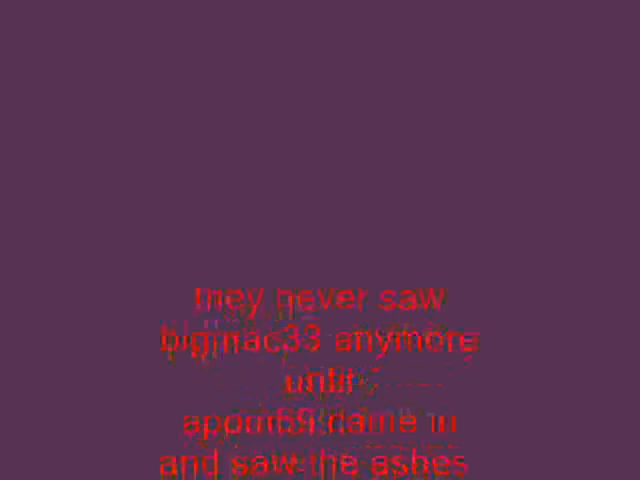 they never saw
bigmac33 anymore
until
came in
and saw the ashes